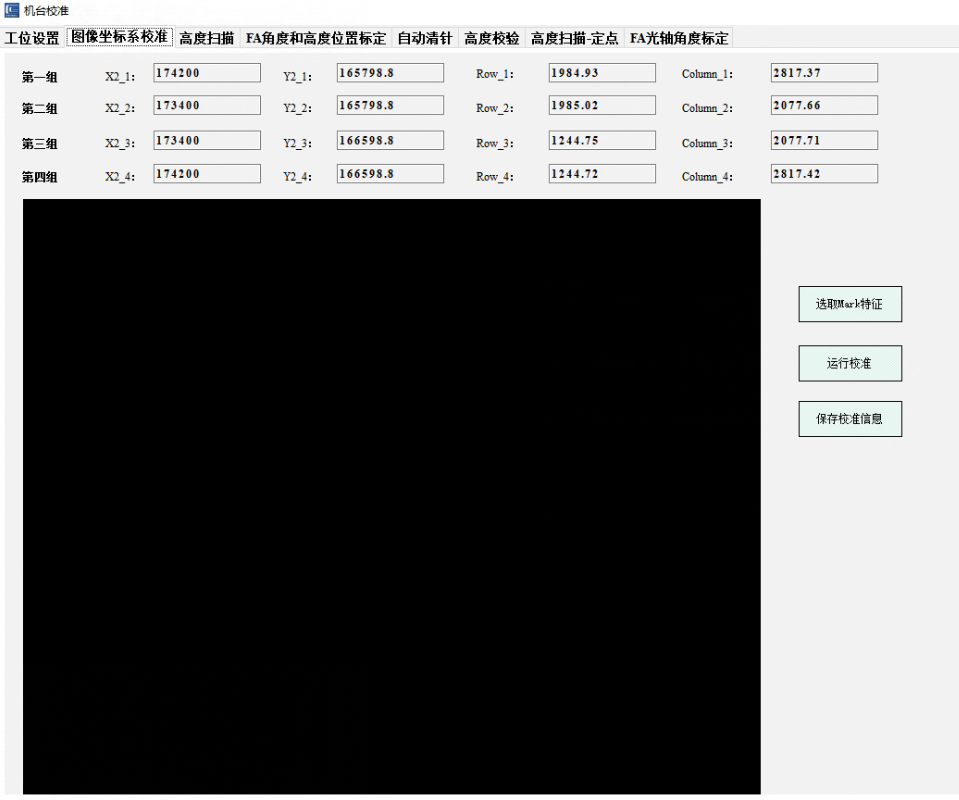 机台校准
工位设置 图像坐标系校准 高度扫描 FA角度和高度位置标定 自动清针 高度校验 高度扫描-定点 FA光轴角度标定
第一组 X2_1: 174200 Y2_1: 165798.8 Row_1: 1984.93 Column_1: 2817.37
第二组 X2_2: 173400 Y2_2: 165798.8 Row_2: 1985.02 Column_2: 2077.66
第三组 X2_3: 173400 Y2_3: 166598.8 Row_3: 1244.75 Column_3: 2077.71
第四组 X2_4: 174200 Y2_4: 166598.8 Row_4: 1244.72 Column_4: 2817.42
选取Mark特征
运行校准
保存校准信息